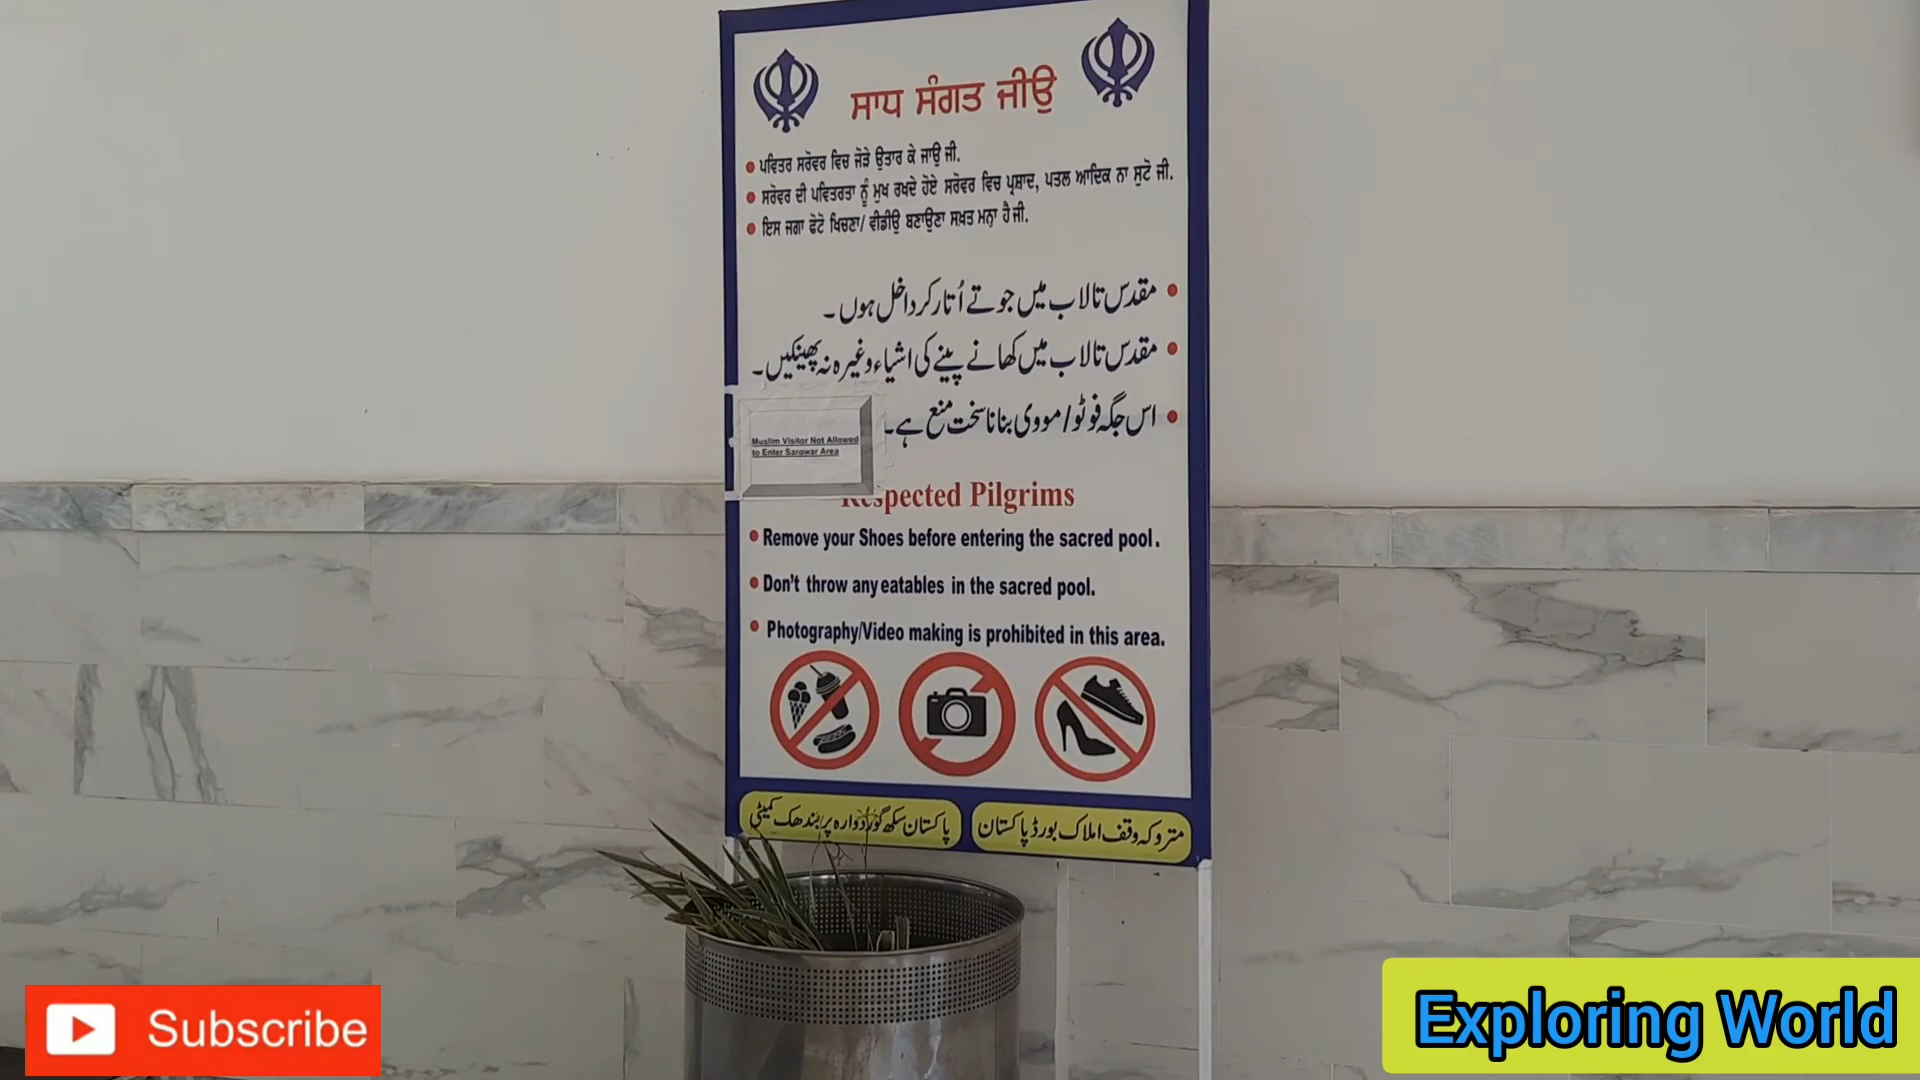 ਸਾਧ ਸੰਗਤ ਜੀਉ
ਪਵਿਤਰ ਸਰੋਵਰ ਵਿਚ ਜੋੜੇ ਉਤਾਰ ਕੇ ਜਾਉ ਜੀ.
ਸਰੋਵਰ ਦੀ ਪਵਿਤਰਤਾ ਨੂੰ ਮੁਖ ਰਖਦੇ ਹੋਏ ਸਰੋਵਰ ਵਿਚ ਪ੍ਰਸ਼ਾਦ, ਪਤਲ ਆਦਿਕ ਨਾ ਸੁਟੋ ਜੀ.
ਇਸ ਜਗਾ ਫੋਟੋ ਖਿਚਣਾ/ ਵੀਡੀਉ ਬਣਾਉਣਾ ਸਖ਼ਤ ਮਨ੍ਹਾ ਹੈ ਜੀ.
مقدس تالاب میں جوتے اُتار کر داخل ہوں۔
مقدس تالاب میں کھانے پینے کی اشیاء وغیرہ نہ پھینکیں۔
اس جگہ فوٹو/مووی بنانا سخت منع ہے۔
Muslim Visitor Not Allowed
to Enter Sarowar Area
Respected Pilgrims
Remove your Shoes before entering the sacred pool.
Don't throw any eatables in the sacred pool.
Photography/Video making is prohibited in this area.
متروکہ وقف املاک بورڈ پاکستان
پاکستان سکھ گوردوارہ پربندھک کمیٹی
Subscribe
Exploring World